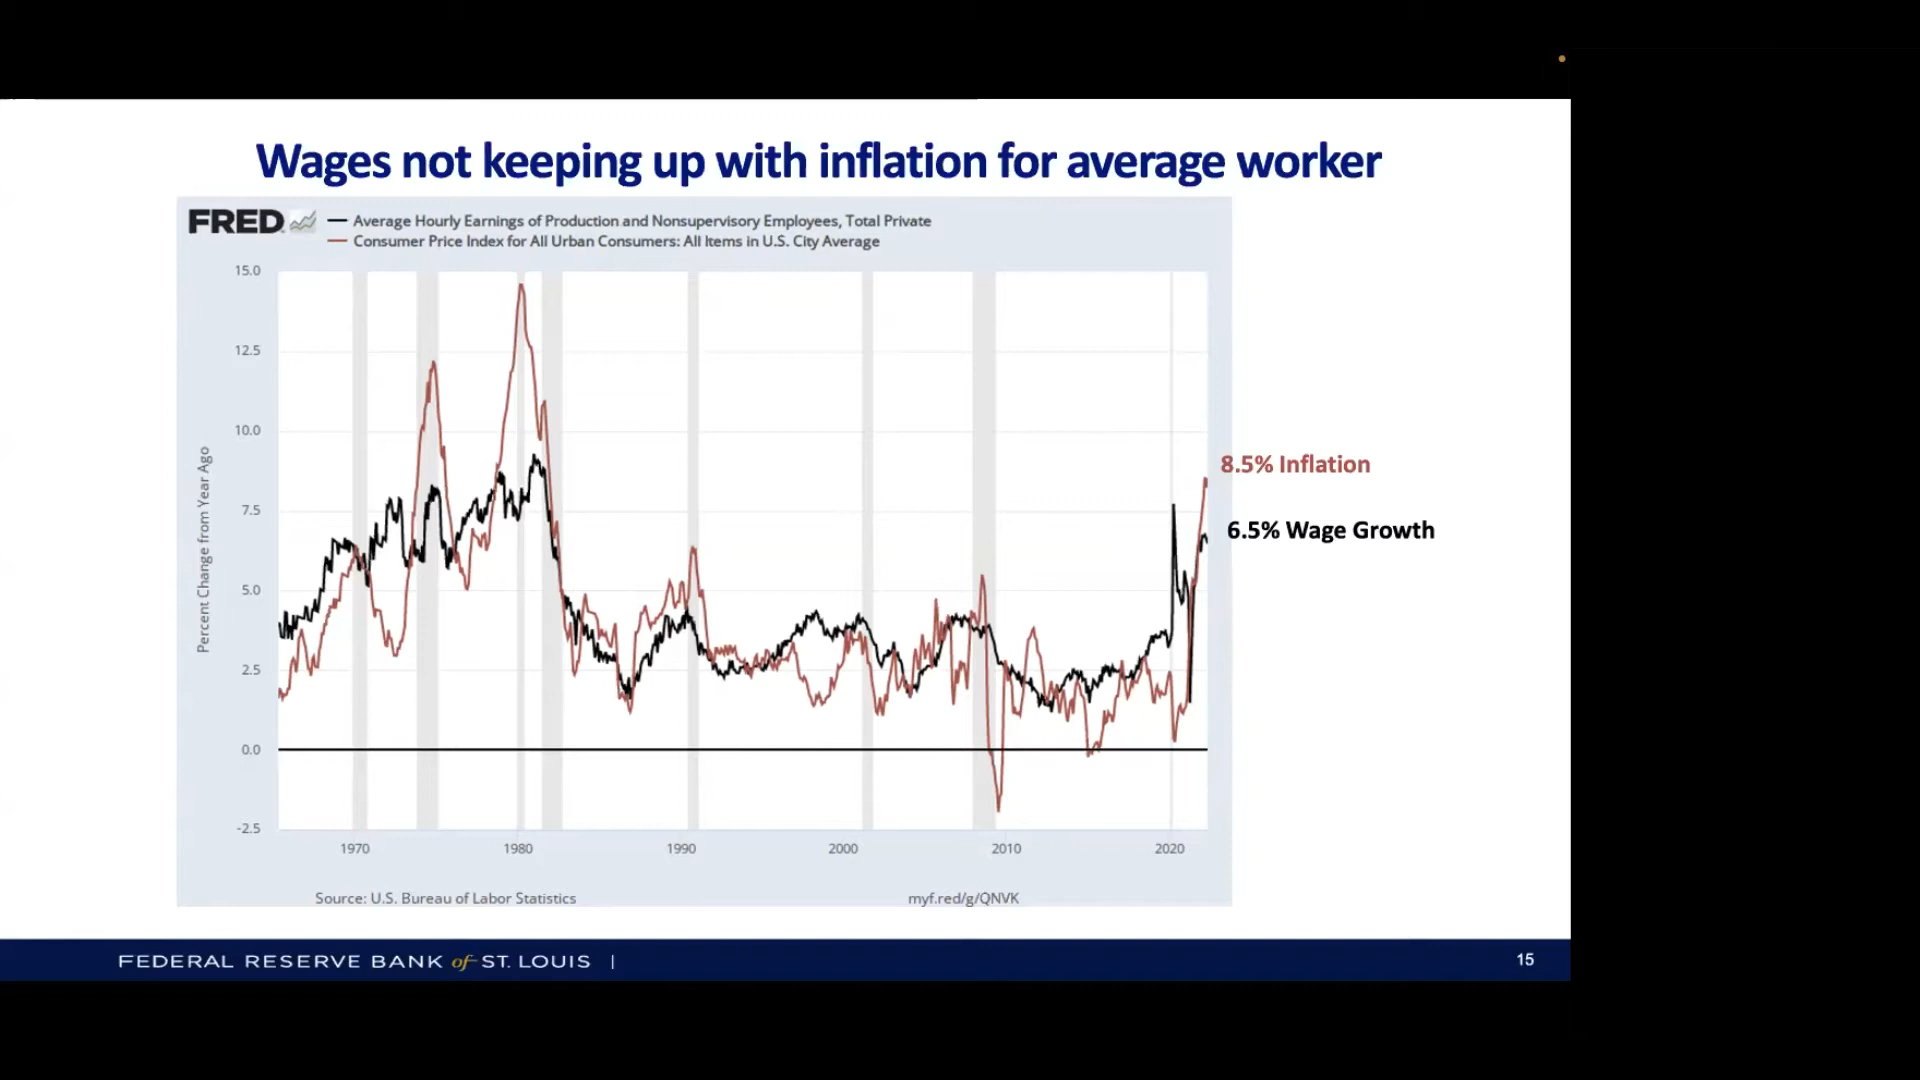 Wages not keeping up with inflation for average worker
FRED
Average Hourly Earnings of Production and Nonsupervisory Employees, Total Private
Consumer Price Index for All Urban Consumers: All Items in U.S. City Average
15.0
12.5
10.0
7.5
5.0
2.5
0.0
-2.5
Percent Change from Year Ago
8.5% Inflation
6.5% Wage Growth
1970 1980 1990 2000 2010 2020
Source: U.S. Bureau of Labor Statistics myf.red/g/QNVK
FEDERAL RESERVE BANK of ST. LOUIS | 15